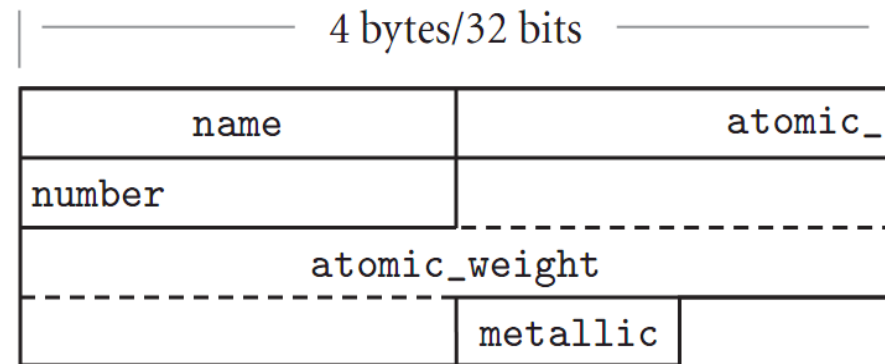 4 bytes/32 bits
name atomic_
number
atomic_weight
metallic